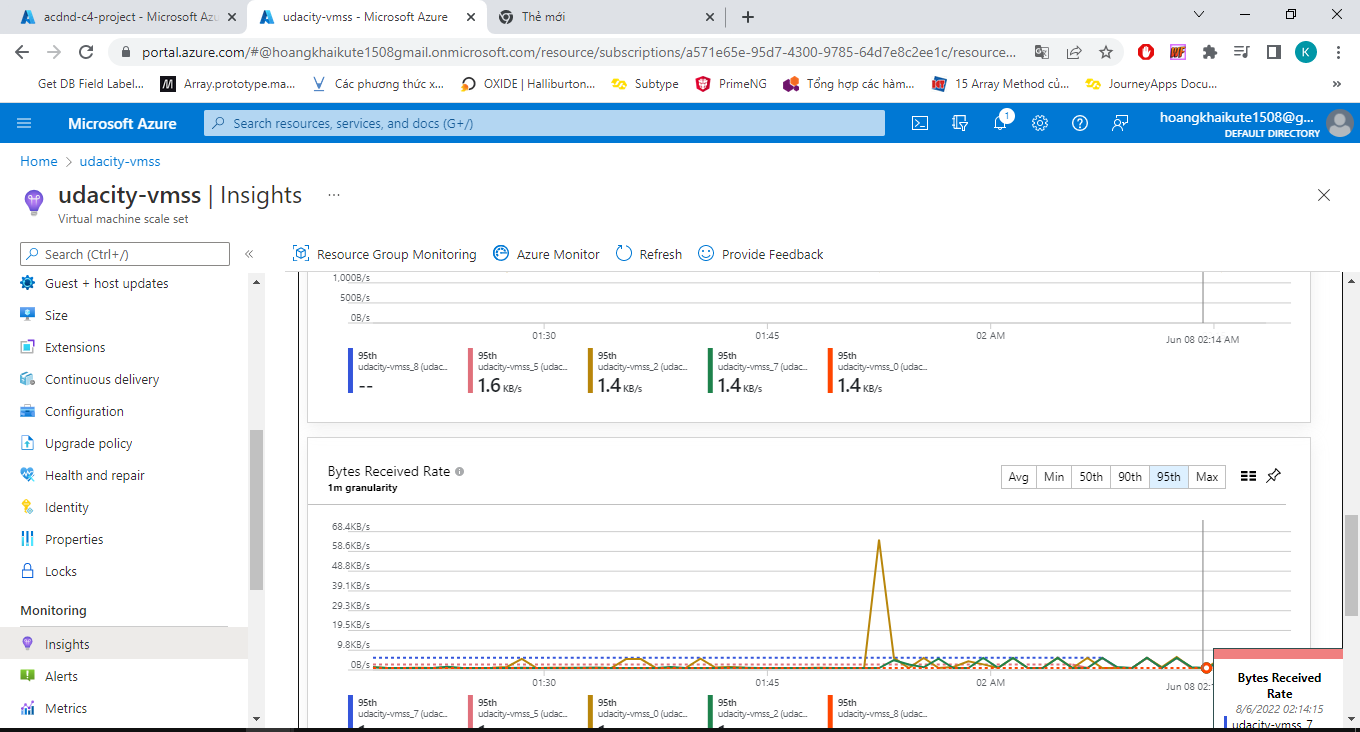 acdnd-c4-project - Microsoft Azu
udacity-vmss - Microsoft Azure
Thẻ mới
portal.azure.com/#@hoangkhaikute1508gmail.onmicrosoft.com/resource/subscriptions/a571e65e-95d7-4300-9785-64d7e8c2ee1c/resource...
K
Get DB Field Label...
Array.prototype.ma...
Các phương thức x...
OXIDE | Halliburton...
Subtype
PrimeNG
Tổng hợp các hàm...
15 Array Method củ...
JourneyApps Docu...
»
Microsoft Azure
Search resources, services, and docs (G+/)
1
hoangkhaikute1508@g...
DEFAULT DIRECTORY
Home > udacity-vmss
udacity-vmss | Insights ...
Virtual machine scale set
Search (Ctrl+/)
«
Resource Group Monitoring
Azure Monitor
Refresh
Provide Feedback
Guest + host updates
Size
Extensions
Continuous delivery
Configuration
Upgrade policy
Health and repair
Identity
Properties
Locks
Monitoring
Insights
Alerts
Metrics
1,000B/s
500B/s
0B/s
01:30
01:45
02 AM
Jun 08 02:14 AM
95th
udacity-vmss_8 (udac...
--
95th
udacity-vmss_5 (udac...
1.6 KB/s
95th
udacity-vmss_2 (udac...
1.4 KB/s
95th
udacity-vmss_7 (udac...
1.4 KB/s
95th
udacity-vmss_0 (udac...
1.4 KB/s
Bytes Received Rate
1m granularity
Avg
Min
50th
90th
95th
Max
68.4KB/s
58.6KB/s
48.8KB/s
39.1KB/s
29.3KB/s
19.5KB/s
9.8KB/s
0B/s
01:30
01:45
02 AM
Jun 08 02:1
95th
udacity-vmss_7 (udac...
95th
udacity-vmss_5 (udac...
95th
udacity-vmss_0 (udac...
95th
udacity-vmss_2 (udac...
95th
udacity-vmss_8 (udac...
Bytes Received
Rate
8/6/2022 02:14:15
udacity-vmss_7